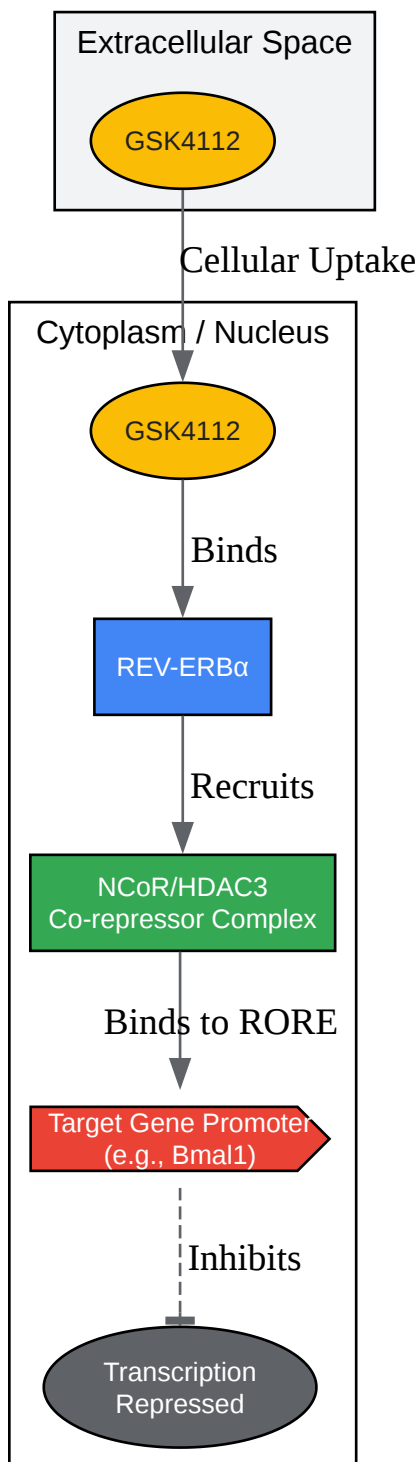 Extracellular Space
GSK4112
Cellular Uptake
Cytoplasm / Nucleus
GSK4112
Binds
REV-ERBα
Recruits
NCoR/HDAC3
Co-repressor Complex
Binds to RORE
Target Gene Promoter
(e.g., Bmal1)
Inhibits
Transcription
Repressed